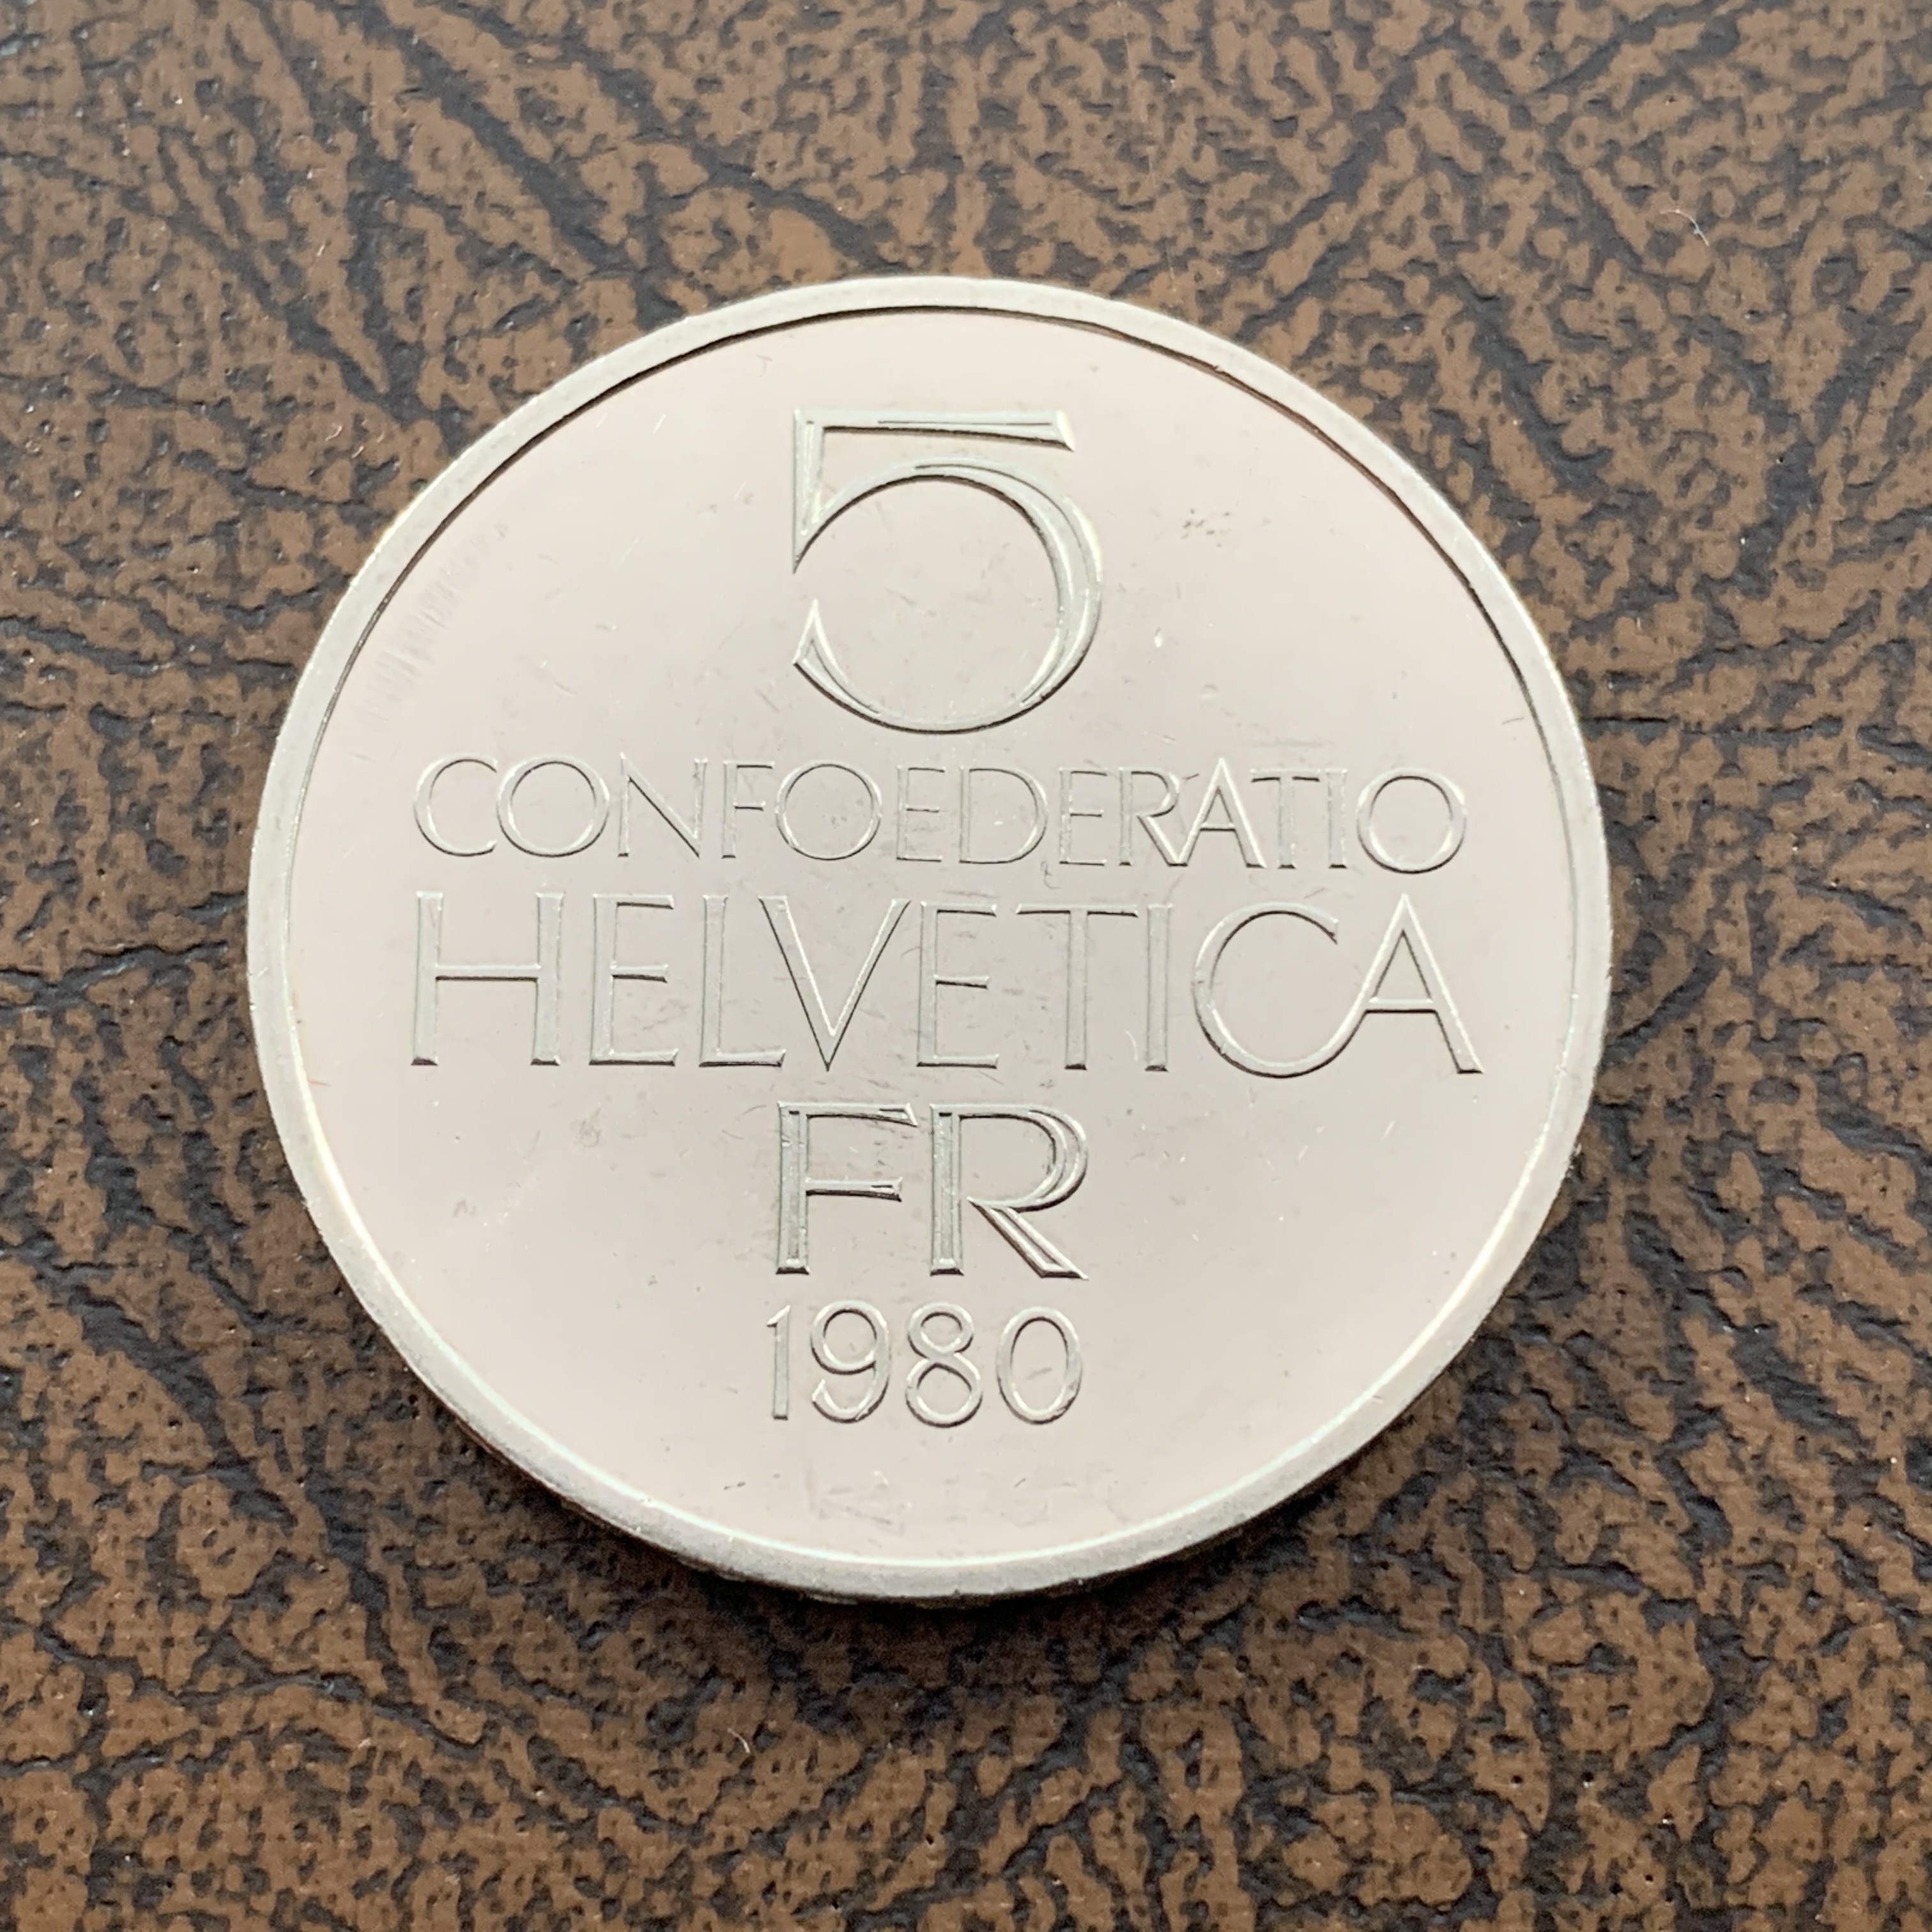 5
CONFOEDERATIO
HELVETICA
FR
1980